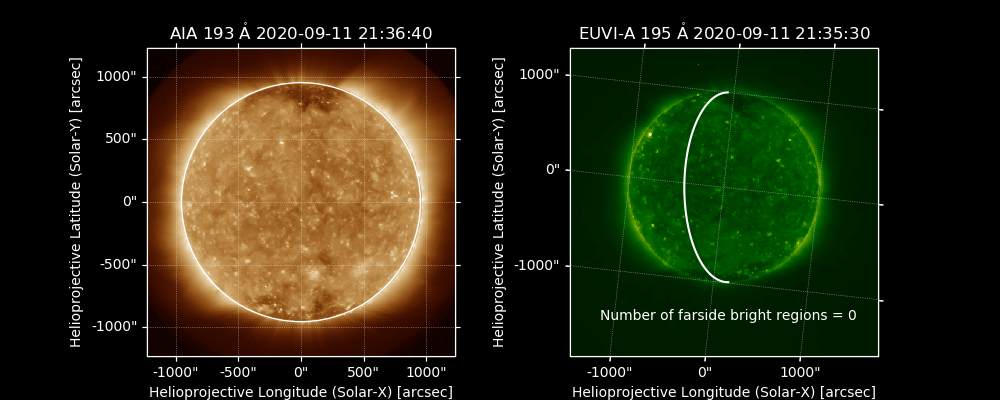 AIA 193 Å 2020-09-11 21:36:40
1000"
500"
0"
-500"
-1000"
-1000"
-500"
0"
500"
1000"
Helioprojective Longitude (Solar-X) [arcsec]
Helioprojective Latitude (Solar-Y) [arcsec]
EUVI-A 195 Å 2020-09-11 21:35:30
1000"
0"
-1000"
Number of farside bright regions = 0
-1000"
0"
1000"
Helioprojective Longitude (Solar-X) [arcsec]
Helioprojective Latitude (Solar-Y) [arcsec]